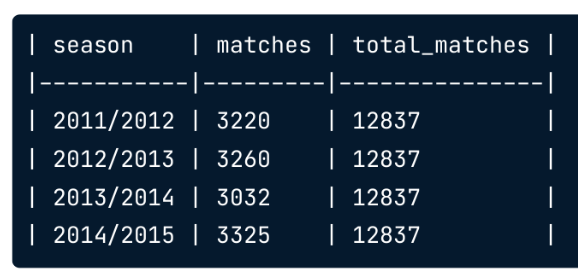 | season    | matches | total_matches |
|-----------|---------|---------------|
| 2011/2012 | 3220    | 12837         |
| 2012/2013 | 3260    | 12837         |
| 2013/2014 | 3032    | 12837         |
| 2014/2015 | 3325    | 12837         |